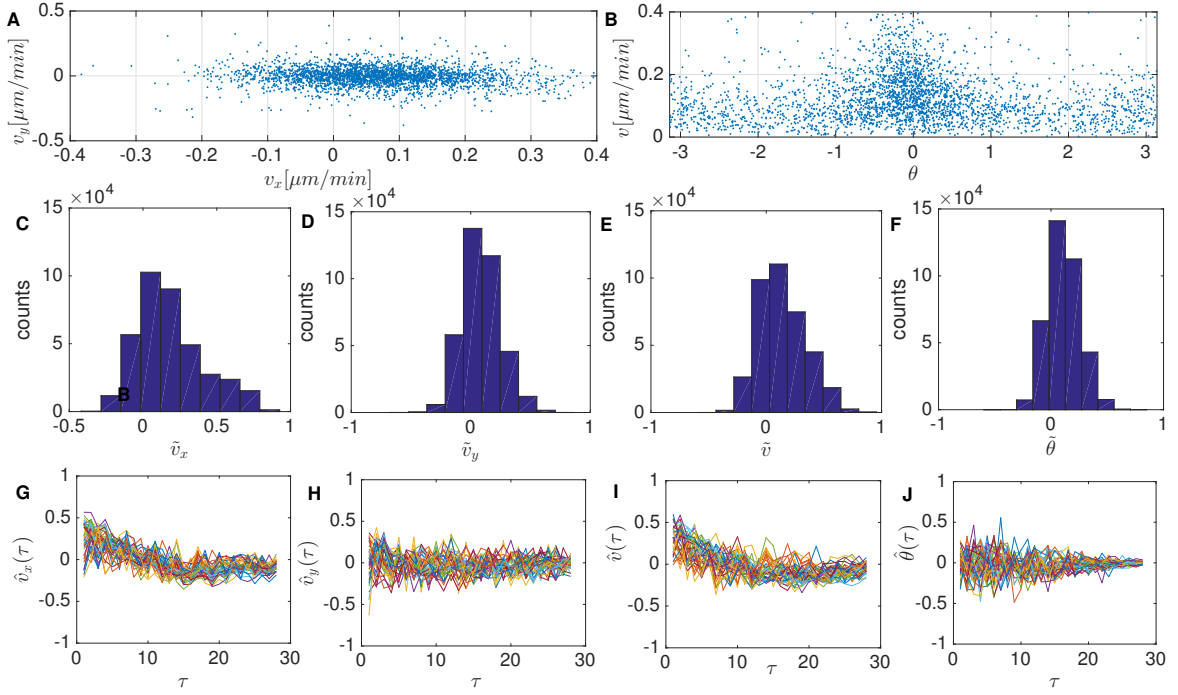 A
0.5
0
-0.5
v_y[μm/min]
-0.4 -0.3 -0.2 -0.1 0 0.1 0.2 0.3 0.4
v_x[μm/min]
B
0.4
0.2
0
v[μm/min]
-3 -2 -1 0 1 2 3
θ
C
×10^4
15
10
5
0
counts
B
-0.5 0 0.5 1
ṽ_x
D
×10^4
15
10
5
0
counts
-1 0 1
ṽ_y
E
×10^4
15
10
5
0
counts
-1 0 1
ṽ
F
×10^4
15
10
5
0
counts
-1 0 1
θ̃
G
1
0.5
0
-0.5
-1
v̂_x(τ)
0 10 20 30
τ
H
1
0.5
0
-0.5
-1
v̂_y(τ)
0 10 20 30
τ
I
1
0.5
0
-0.5
-1
v̂(τ)
0 10 20 30
τ
J
1
0.5
0
-0.5
-1
θ̂(τ)
0 10 20 30
τ